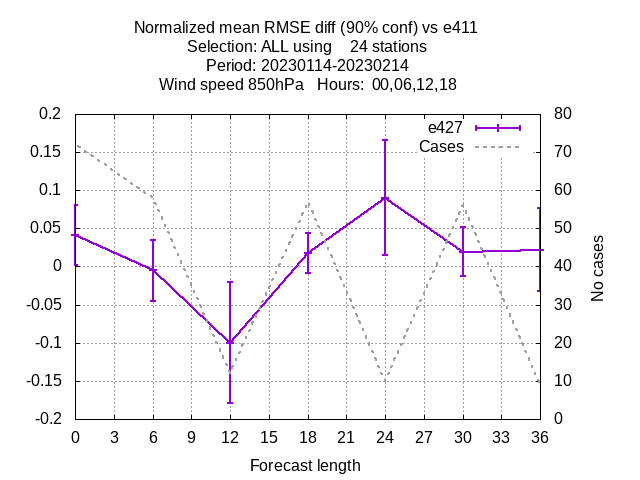 Normalized mean RMSE diff (90% conf) vs e411
Selection: ALL using    24 stations
Period: 20230114-20230214
Wind speed 850hPa   Hours:  00,06,12,18
e427
Cases
0.2
0.15
0.1
0.05
0
-0.05
-0.1
-0.15
-0.2
80
70
60
50
40
30
20
10
0
No cases
0 3 6 9 12 15 18 21 24 27 30 33 36
Forecast length